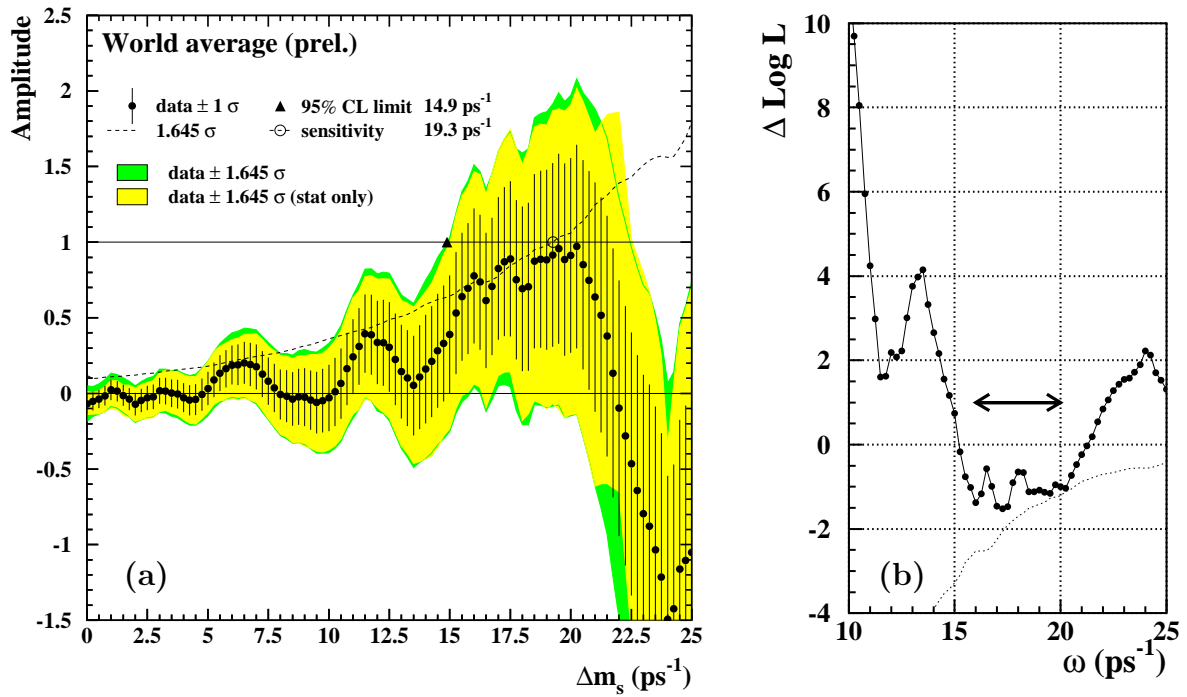 World average (prel.)
data ± 1 σ
1.645 σ
95% CL limit 14.9 ps⁻¹
sensitivity 19.3 ps⁻¹
data ± 1.645 σ
data ± 1.645 σ (stat only)
Amplitude
2.5
2
1.5
1
0.5
0
-0.5
-1
-1.5
(a)
0 2.5 5 7.5 10 12.5 15 17.5 20 22.5 25
Δmₛ (ps⁻¹)
Δ Log L
10
8
6
4
2
0
-2
-4
(b)
10 15 20 25
ω (ps⁻¹)